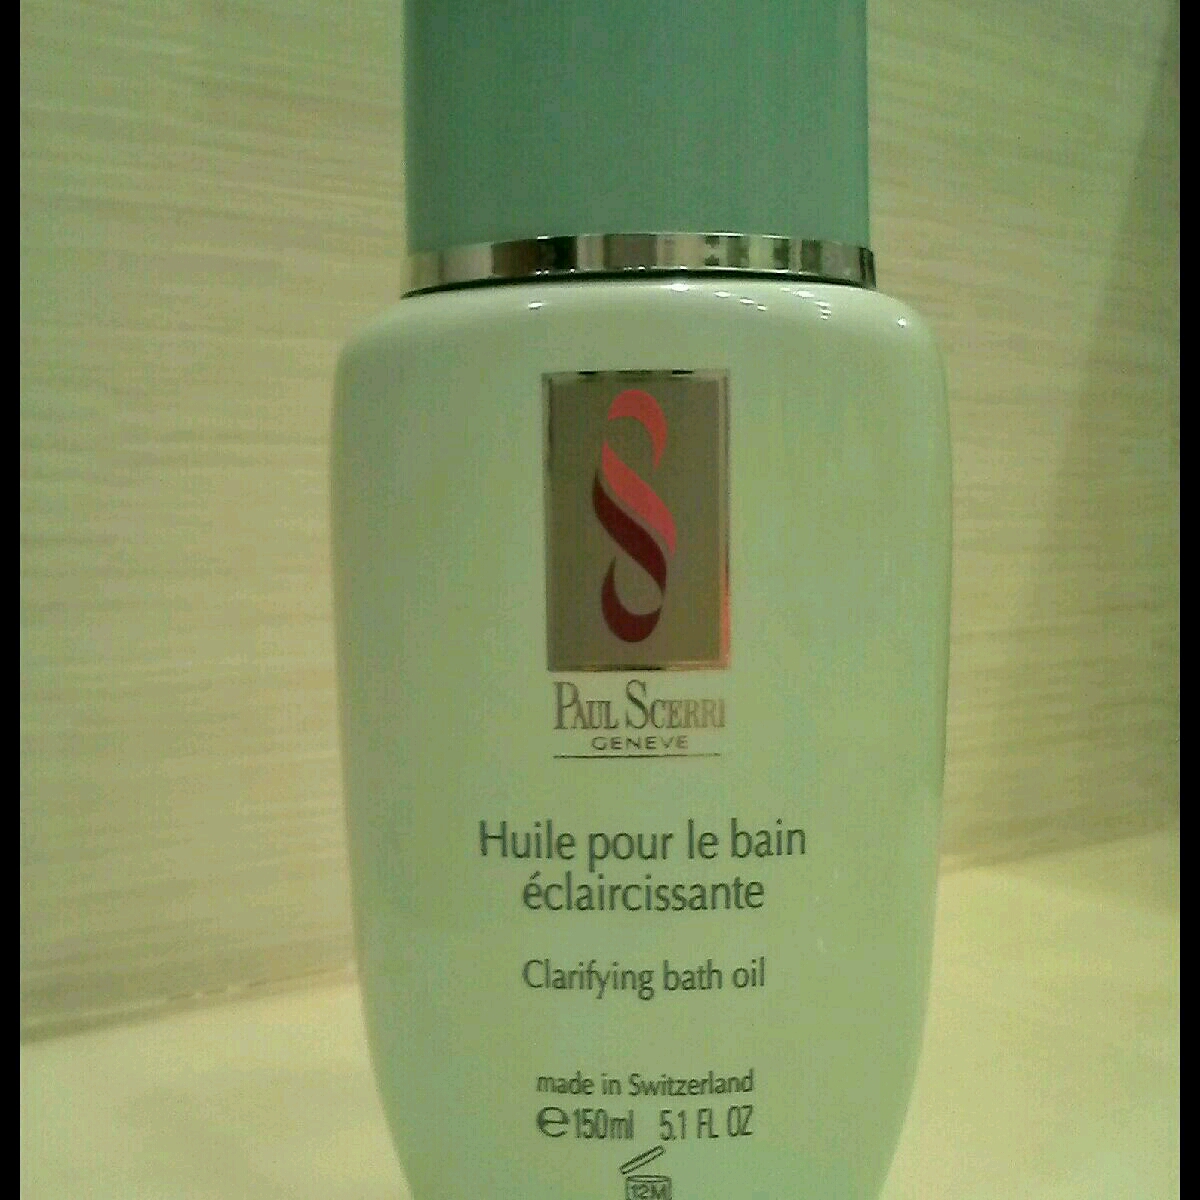 PAUL SCERRI
GENEVE
Huile pour le bain
éclaircissante
Clarifying bath oil
made in Switzerland
℮150ml 5.1 FL OZ
12M